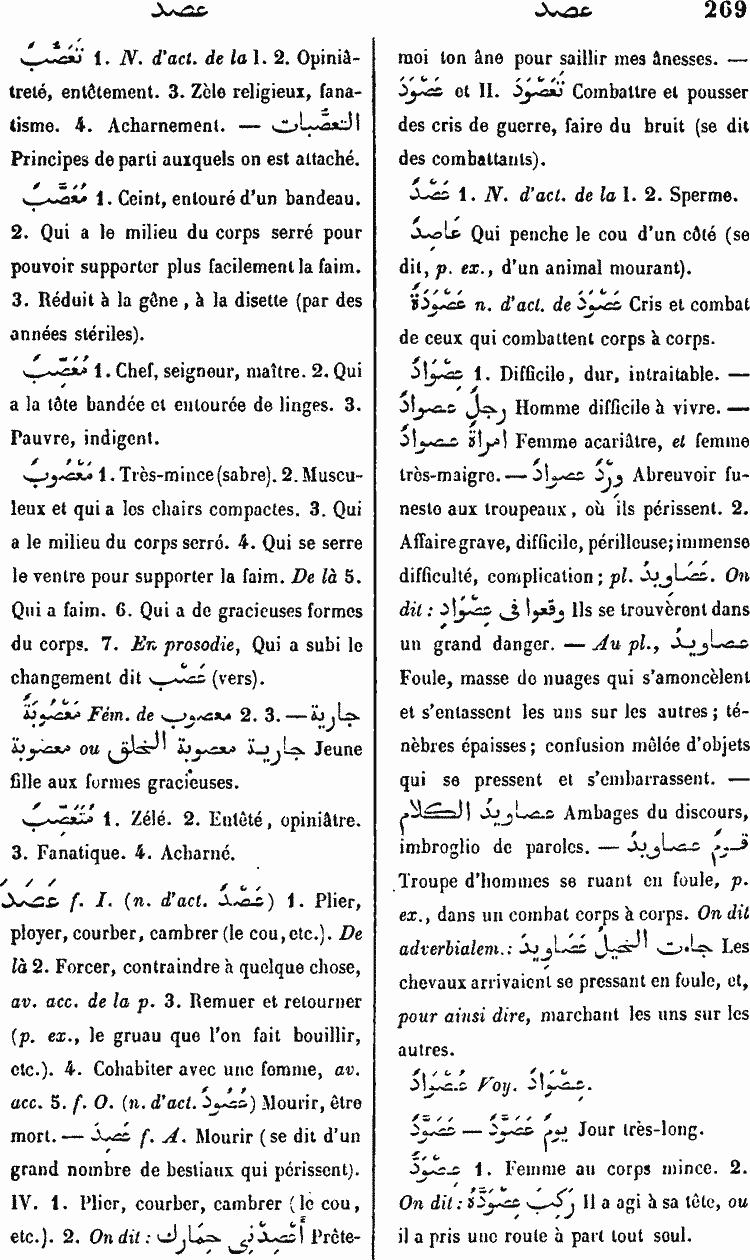 عصد عصد 269
تَعَصُّبٌ 1. N. d'act. de la I. 2. Opiniâ-
treté, entêtement. 3. Zèle religieux, fana-
tisme. 4. Acharnement. — التعصّبات
Principes de parti auxquels on est attaché.
مُعَصَّبٌ 1. Ceint, entouré d'un bandeau.
2. Qui a le milieu du corps serré pour
pouvoir supporter plus facilement la faim.
3. Réduit à la gêne, à la disette (par des
années stériles).
مُعَصِّبٌ 1. Chef, seigneur, maître. 2. Qui
a la tête bandée et entourée de linges. 3.
Pauvre, indigent.
مَعْصُوبٌ 1. Très-mince (sabre). 2. Muscu-
leux et qui a les chairs compactes. 3. Qui
a le milieu du corps serré. 4. Qui se serre
le ventre pour supporter la faim. De là 5.
Qui a faim. 6. Qui a de gracieuses formes
du corps. 7. En prosodie, Qui a subi le
changement dit عَصْب (vers).
مَعْصُوبَةٌ Fém. de معصوب 2. 3. — جارية
معصوبة ou جارية معصوبة الخلق Jeune
fille aux formes gracieuses.
مُتَعَصِّبٌ 1. Zélé. 2. Entêté, opiniâtre.
3. Fanatique. 4. Acharné.
عَصَدَ f. I. (n. d'act. عَصْدٌ) 1. Plier,
ployer, courber, cambrer (le cou, etc.). De
là 2. Forcer, contraindre à quelque chose,
av. acc. de la p. 3. Remuer et retourner
(p. ex., le gruau que l'on fait bouillir,
etc.). 4. Cohabiter avec une femme, av.
acc. 5. f. O. (n. d'act. عُصُودٌ) Mourir, être
mort. — عَصِدَ f. A. Mourir (se dit d'un
grand nombre de bestiaux qui périssent).
IV. 1. Plier, courber, cambrer (le cou,
etc.). 2. On dit : أَعْصِدْنِي حِمَارك Prête-
moi ton âne pour saillir mes ânesses. —
عَصْوَدَ et II. تَعَصْوَدَ Combattre et pousser
des cris de guerre, faire du bruit (se dit
des combattants).
عَصْدٌ 1. N. d'act. de la I. 2. Sperme.
عَاصِدٌ Qui penche le cou d'un côté (se
dit, p. ex., d'un animal mourant).
عَصْوَدَةٌ n. d'act. de عَصْوَدَ Cris et combat
de ceux qui combattent corps à corps.
عِصْوَادٌ 1. Difficile, dur, intraitable. —
رجلٌ عصوادٌ Homme difficile à vivre. —
امراةٌ عصوادٌ Femme acariâtre, et femme
très-maigre. — وِرْدٌ عصوادٌ Abreuvoir fu-
neste aux troupeaux, où ils périssent. 2.
Affaire grave, difficile, périlleuse; immense
difficulté, complication; pl. عَصَاوِيدُ. On
dit : وقعوا فى عِصْوَادٍ Ils se trouvèrent dans
un grand danger. — Au pl., عصاويدُ
Foule, masse de nuages qui s'amoncèlent
et s'entassent les uns sur les autres; té-
nèbres épaisses; confusion mêlée d'objets
qui se pressent et s'embarrassent. —
عصاويدُ الكلام Ambages du discours,
imbroglio de paroles. — قومٌ عصاويدُ
Troupe d'hommes se ruant en foule, p.
ex., dans un combat corps à corps. On dit
adverbialem.: جاءت الخيلُ عَصَاوِيدَ Les
chevaux arrivaient se pressant en foule, et,
pour ainsi dire, marchant les uns sur les
autres.
عُصْوَادٌ Voy. عِصْوَادٌ.
عَصَوَّدٌ — يومٌ عَصَوَّدٌ Jour très-long.
عِصْوَدٌّ 1. Femme au corps mince. 2.
On dit : رَكِبَ عِصْوَدَّهُ Il a agi à sa tête, ou
il a pris une route à part tout seul.